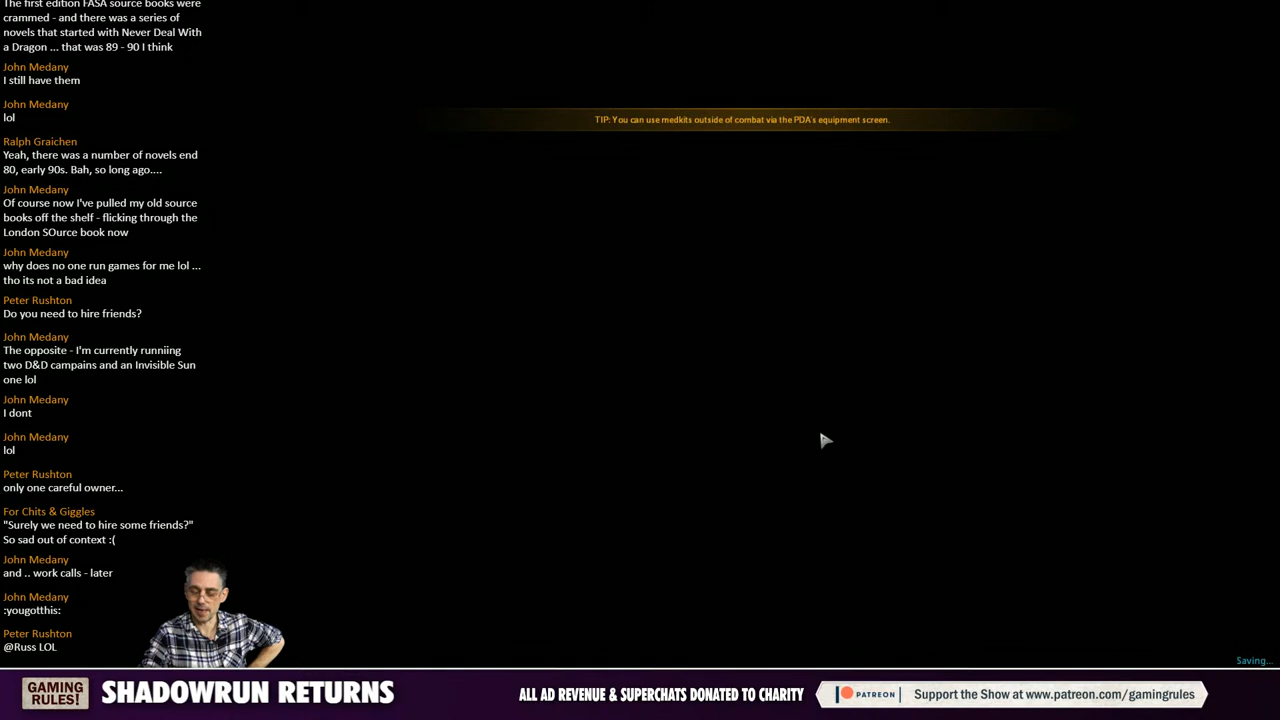 The first edition FASA source books were
crammed - and there was a series of
novels that started with Never Deal With
a Dragon ... that was 89 - 90 I think
John Medany
I still have them
John Medany
lol
Ralph Graichen
Yeah, there was a number of novels end
80, early 90s. Bah, so long ago....
John Medany
Of course now I've pulled my old source
books off the shelf - flicking through the
London SOurce book now
John Medany
why does no one run games for me lol ...
tho its not a bad idea
Peter Rushton
Do you need to hire friends?
John Medany
The opposite - I'm currently runniing
two D&D campains and an Invisible Sun
one lol
John Medany
I dont
John Medany
lol
Peter Rushton
only one careful owner...
For Chits & Giggles
"Surely we need to hire some friends?"
So sad out of context :(
John Medany
and .. work calls - later
John Medany
:yougotthis:
Peter Rushton
@Russ LOL
TIP: You can use medkits outside of combat via the PDA's equipment screen.
Saving...
GAMING
RULES!
SHADOWRUN RETURNS
ALL AD REVENUE & SUPERCHATS DONATED TO CHARITY
PATREON
Support the Show at www.patreon.com/gamingrules